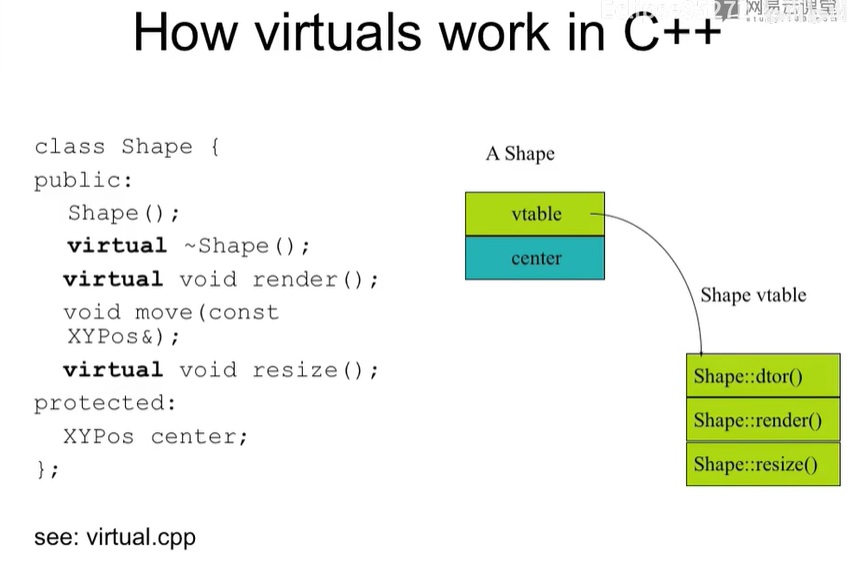 How virtuals work in C++
网易云课堂
class Shape {
public:
Shape();
virtual ~Shape();
virtual void render();
void move(const
XYPos&);
virtual void resize();
protected:
XYPos center;
};
see: virtual.cpp
A Shape
vtable
center
Shape vtable
Shape::dtor()
Shape::render()
Shape::resize()